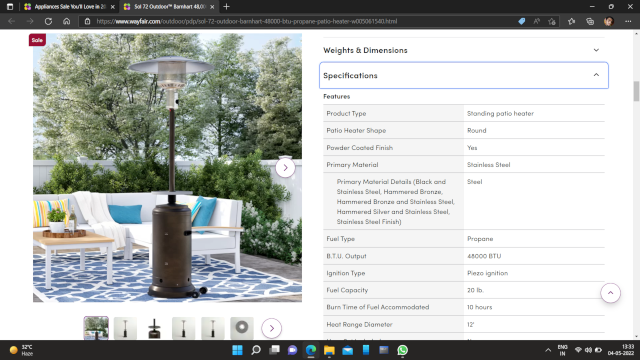 Appliances Sale You'll Love in 20
Sol 72 Outdoor™ Barnhart 48,00
https://www.wayfair.com/outdoor/pdp/sol-72-outdoor-barnhart-48000-btu-propane-patio-heater-w005061540.html
Sale
Weights & Dimensions
Specifications
Features
Product Type Standing patio heater
Patio Heater Shape Round
Powder Coated Finish Yes
Primary Material Stainless Steel
Primary Material Details (Black and Steel
Stainless Steel, Hammered Bronze,
Hammered Bronze and Stainless Steel,
Hammered Silver and Stainless Steel,
Stainless Steel Finish)
Fuel Type Propane
B.T.U. Output 48000 BTU
Ignition Type Piezo ignition
Fuel Capacity 20 lb.
Burn Time of Fuel Accommodated 10 hours
Heat Range Diameter 12'
32°C
Haze
ENG
IN
13:33
04-05-2022